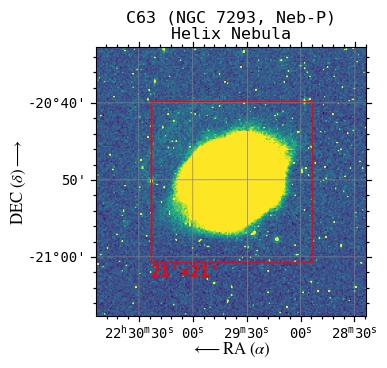 C63 (NGC 7293, Neb-P)
Helix Nebula
-20°40'
50'
-21°00'
DEC (δ) ⟶
21'×21'
22ʰ30ᵐ30ˢ 00ˢ 29ᵐ30ˢ 00ˢ 28ᵐ30ˢ
⟵ RA (α)